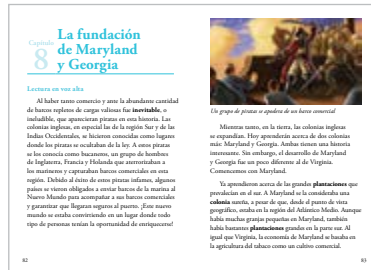 Capítulo
8
La fundación
de Maryland
y Georgia
Lectura en voz alta
Al haber tanto comercio y ante la abundante cantidad
de barcos repletos de cargas valiosa fue inevitable, o
ineludible, que aparecieran piratas en esta historia. Las
colonias inglesas, en especial las de la región Sur y de las
Indias Occidentales, se hicieron conocidas como lugares
donde los piratas se ocultaban de la ley. A estos piratas
se los conocía como bucaneros, un grupo de hombres
de Inglaterra, Francia y Holanda que aterrorizaban a
los marineros y capturaban barcos comerciales en esta
región. Debido al éxito de estos piratas infames, algunos
países se vieron obligados a enviar barcos de la marina al
Nuevo Mundo para acompañar a sus barcos comerciales
y garantizar que llegaran seguros al puerto. ¡Este nuevo
mundo se estaba convirtiendo en un lugar donde todo
tipo de personas tenían la oportunidad de enriquecerse!
82
Un grupo de piratas se apodera de un barco comercial
Mientras tanto, en la tierra, las colonias inglesas
se expandían. Hoy aprenderán acerca de dos colonias
más: Maryland y Georgia. Ambas tienen una historia
interesante. Sin embargo, el desarrollo de Maryland
y Georgia fue un poco diferente al de Virginia.
Comencemos con Maryland.
Ya aprendieron acerca de las grandes plantaciones que
prevalecían en el sur. A Maryland se la consideraba una
colonia sureña, a pesar de que, desde el punto de vista
geográfico, estaba en la región del Atlántico Medio. Aunque
había muchas granjas pequeñas en Maryland, también
había bastantes plantaciones grandes en la parte sur. Al
igual que Virginia, la economía de Maryland se basaba en
la agricultura del tabaco como un cultivo comercial.
83